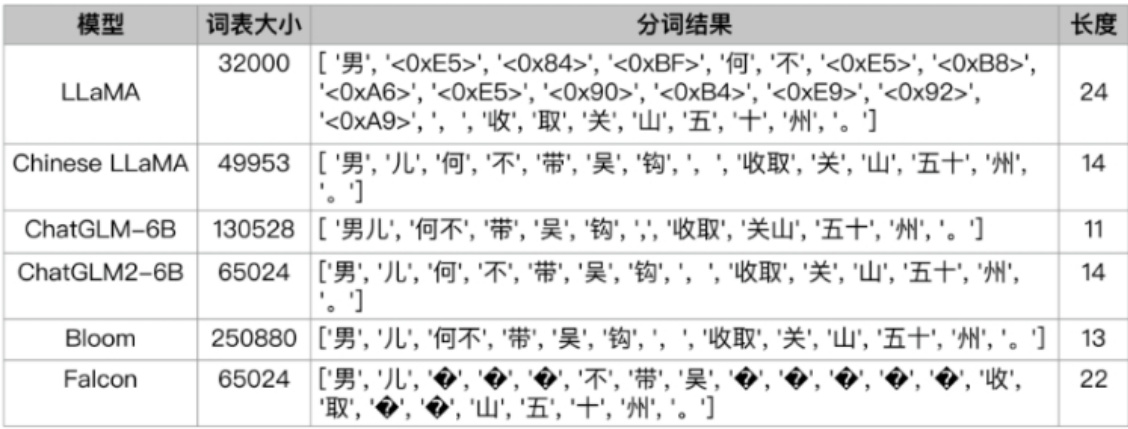 模型 词表大小 分词结果 长度
LLaMA 32000 [ '男', '<0xE5>', '<0x84>', '<0xBF>', '何', '不', '<0xE5>', '<0xB8>',
'<0xA6>', '<0xE5>', '<0x90>', '<0xB4>', '<0xE9>', '<0x92>',
'<0xA9>', ', ', '收', '取', '关', '山', '五', '十', '州', '。'] 24
Chinese LLaMA 49953 [ '男, '儿', '何', '不', '带', '吴', '钩', ', ', '收取', '关', '山', '五十', '州',
'。'] 14
ChatGLM-6B 130528 [ '男儿', '何不', '带', '吴', '钩', ',', '收取', '关山', '五十', '州', '。'] 11
ChatGLM2-6B 65024 ['男', '儿', '何', '不', '带', '吴', '钩', ', ', '收取', '关', '山', '五十', '州',
'。'] 14
Bloom 250880 ['男', '儿', '何不', '带', '吴', '钩', ', ', '收取', '关', '山', '五十', '州', '。'] 13
Falcon 65024 ['男', '儿', '�', '�', '�', '不', '带', '吴', '�', '�', '�', '�', '�', '收',
'取', '�', '�', '山', '五', '十', '州', '。'] 22